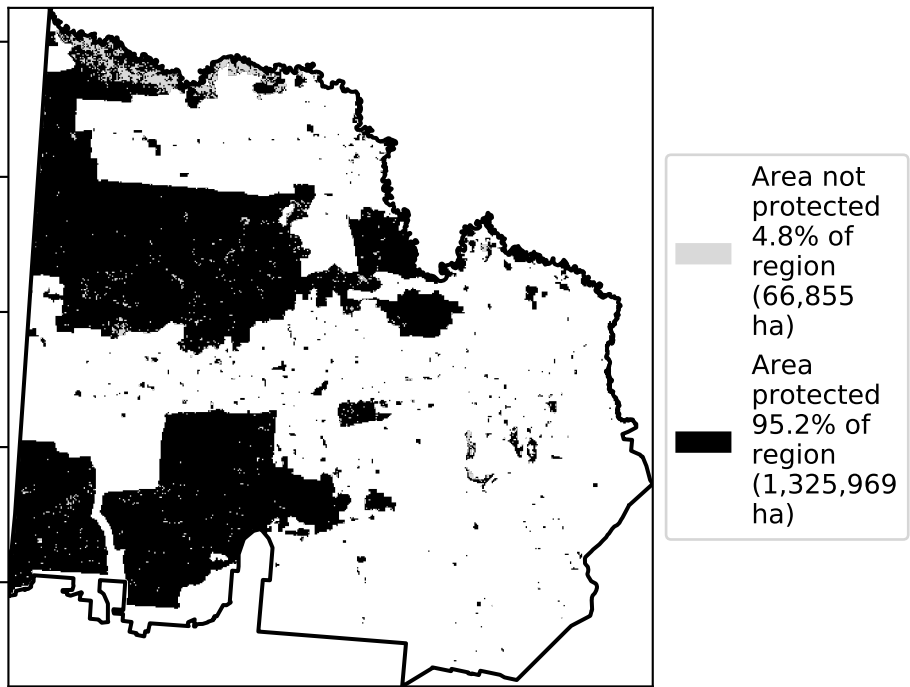 Area not
protected
4.8% of
region
(66,855
ha)
Area
protected
95.2% of
region
(1,325,969
ha)